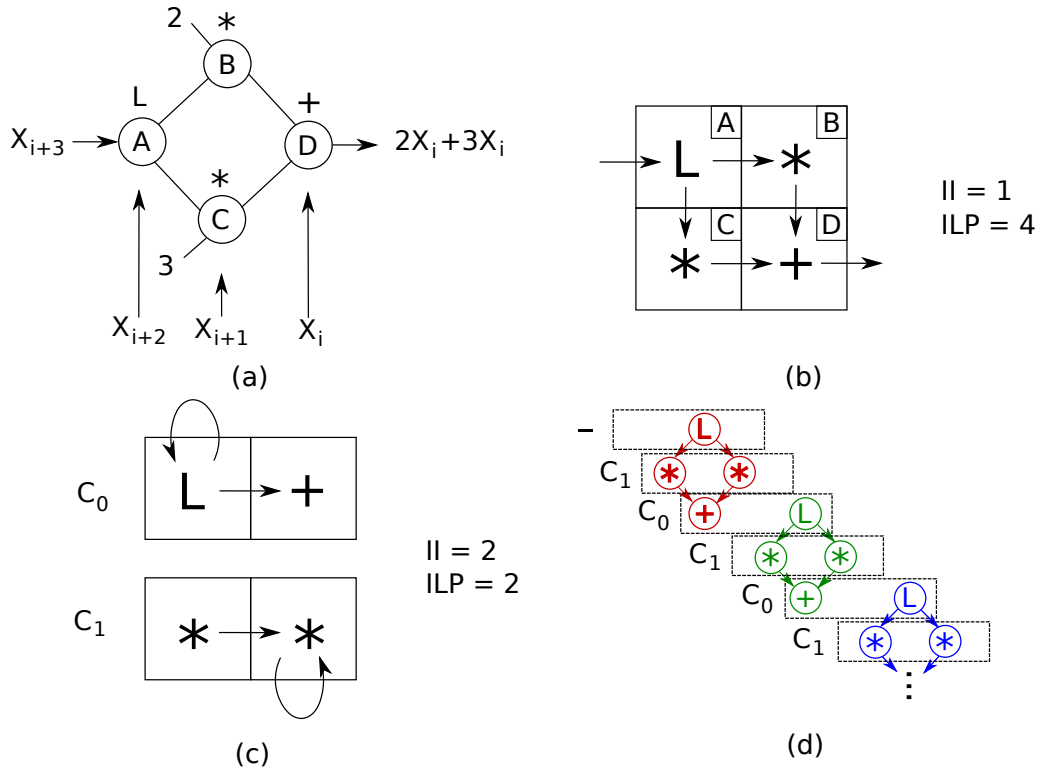 2 *
B
L
+
X_{i+3} A D 2X_i+3X_i
*
C
3
X_{i+2} X_{i+1} X_i
(a)
A B
L *
C D
* +
II = 1
ILP = 4
(b)
C_0 L +
C_1 * *
II = 2
ILP = 2
(c)
– L
C_1 * *
C_0 + L
C_1 * *
C_0 + L
C_1 * *
⋮
(d)